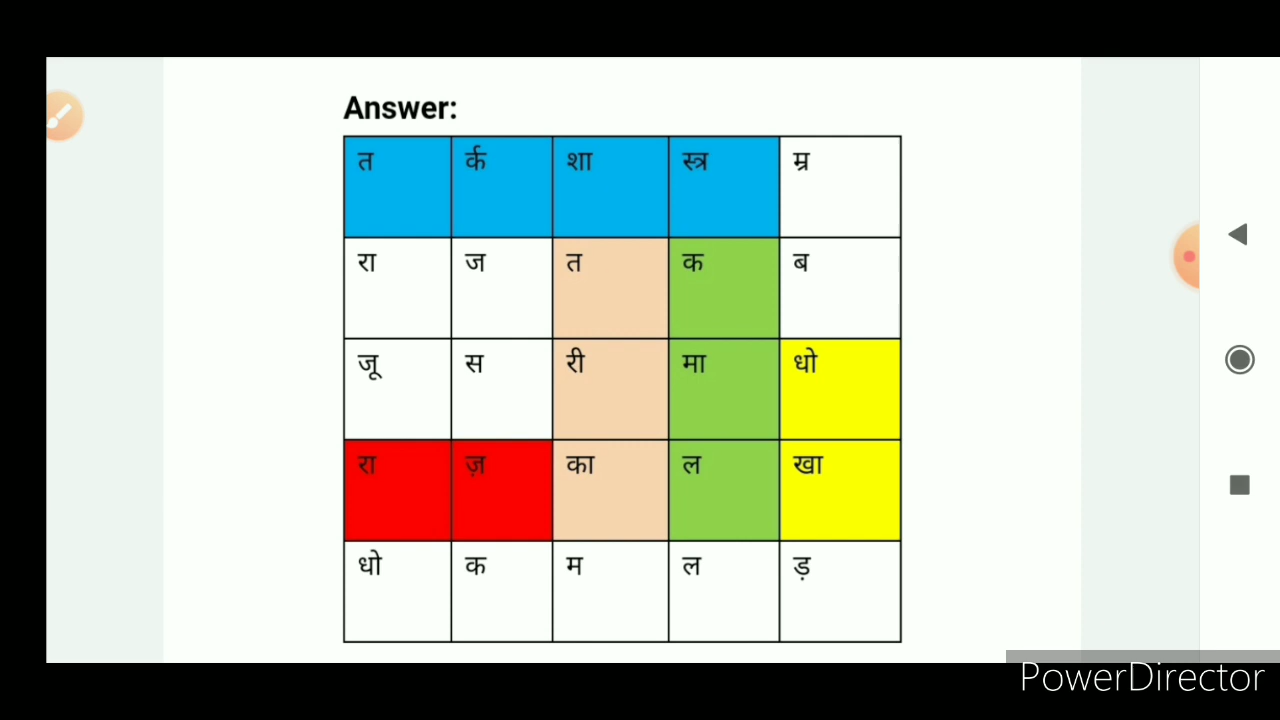 Answer:
त र्क शा स्त्र म्र
रा ज त क ब
जू स री मा धो
रा ज़ का ल खा
धो क म ल ड़
PowerDirector